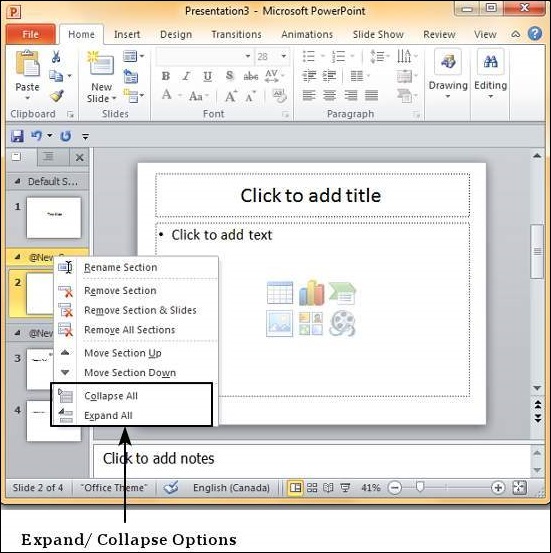 Presentation3 - Microsoft PowerPoint
File Home Insert Design Transitions Animations Slide Show Review View
Paste New Slide 28 Drawing Editing
B I U S abc AV
A Aa A A
Clipboard Slides Font Paragraph
Default S...
1
@New S...
2
@New
3
4
Rename Section
Remove Section
Remove Section & Slides
Remove All Sections
Move Section Up
Move Section Down
Collapse All
Expand All
Click to add title
• Click to add text
Click to add notes
Slide 2 of 4 "Office Theme" English (Canada) 41%
Expand/ Collapse Options